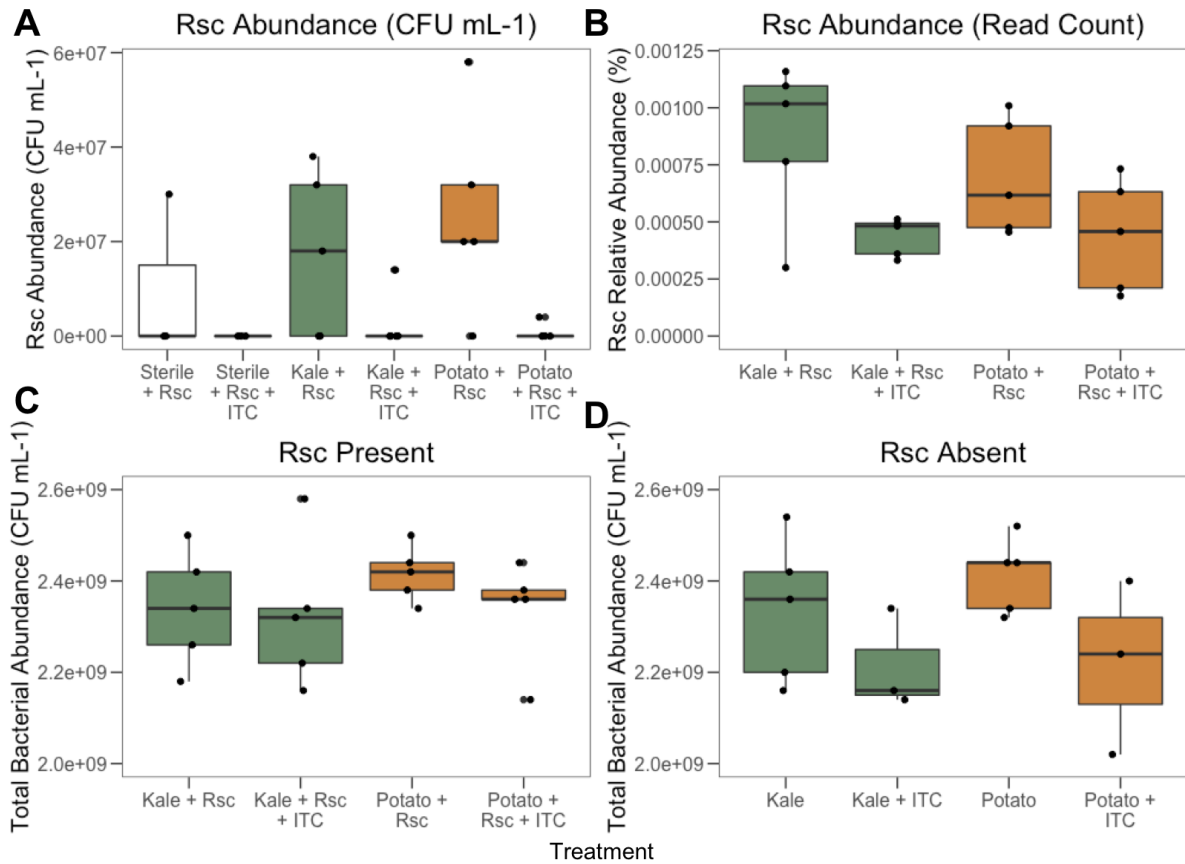 A
Rsc Abundance (CFU mL-1)
Rsc Abundance (CFU mL-1)
6e+07
4e+07
2e+07
0e+00
Sterile
+ Rsc
Sterile
+ Rsc +
ITC
Kale +
Rsc
Kale +
Rsc +
ITC
Potato +
Rsc
Potato
+ Rsc +
ITC
B
Rsc Abundance (Read Count)
Rsc Relative Abundance (%)
0.00125
0.00100
0.00075
0.00050
0.00025
0.00000
Kale + Rsc
Kale + Rsc
+ ITC
Potato +
Rsc
Potato +
Rsc + ITC
C
Rsc Present
Total Bacterial Abundance (CFU mL-1)
2.6e+09
2.4e+09
2.2e+09
2.0e+09
Kale + Rsc
Kale + Rsc
+ ITC
Potato +
Rsc
Potato +
Rsc + ITC
D
Rsc Absent
Total Bacterial Abundance (CFU mL-1)
2.6e+09
2.4e+09
2.2e+09
2.0e+09
Kale
Kale + ITC
Potato
Potato +
ITC
Treatment